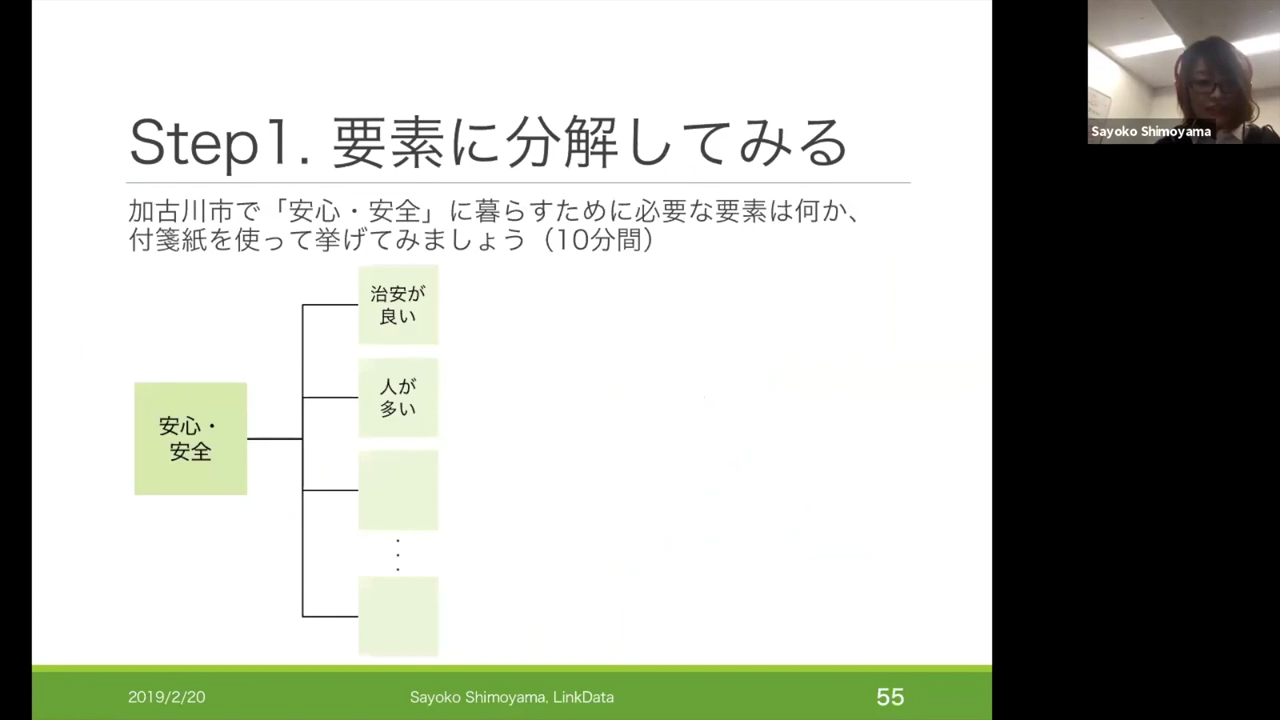 Step1. 要素に分解してみる
加古川市で「安心・安全」に暮らすために必要な要素は何か、
付箋紙を使って挙げてみましょう（10分間）
治安が
良い
人が
多い
安心・
安全
2019/2/20
Sayoko Shimoyama, LinkData
55
Sayoko Shimoyama